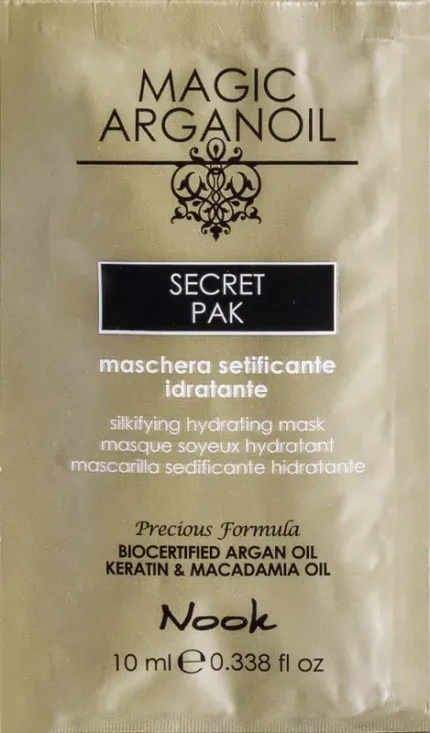 MAGIC
ARGANOIL
SECRET
PAK
maschera setificante
idratante
silkifying hydrating mask
masque soyeux hydratant
mascarilla sedificante hidratante
Precious Formula
BIOCERTIFIED ARGAN OIL
KERATIN & MACADAMIA OIL
Nook
10 ml ℮ 0.338 fl oz